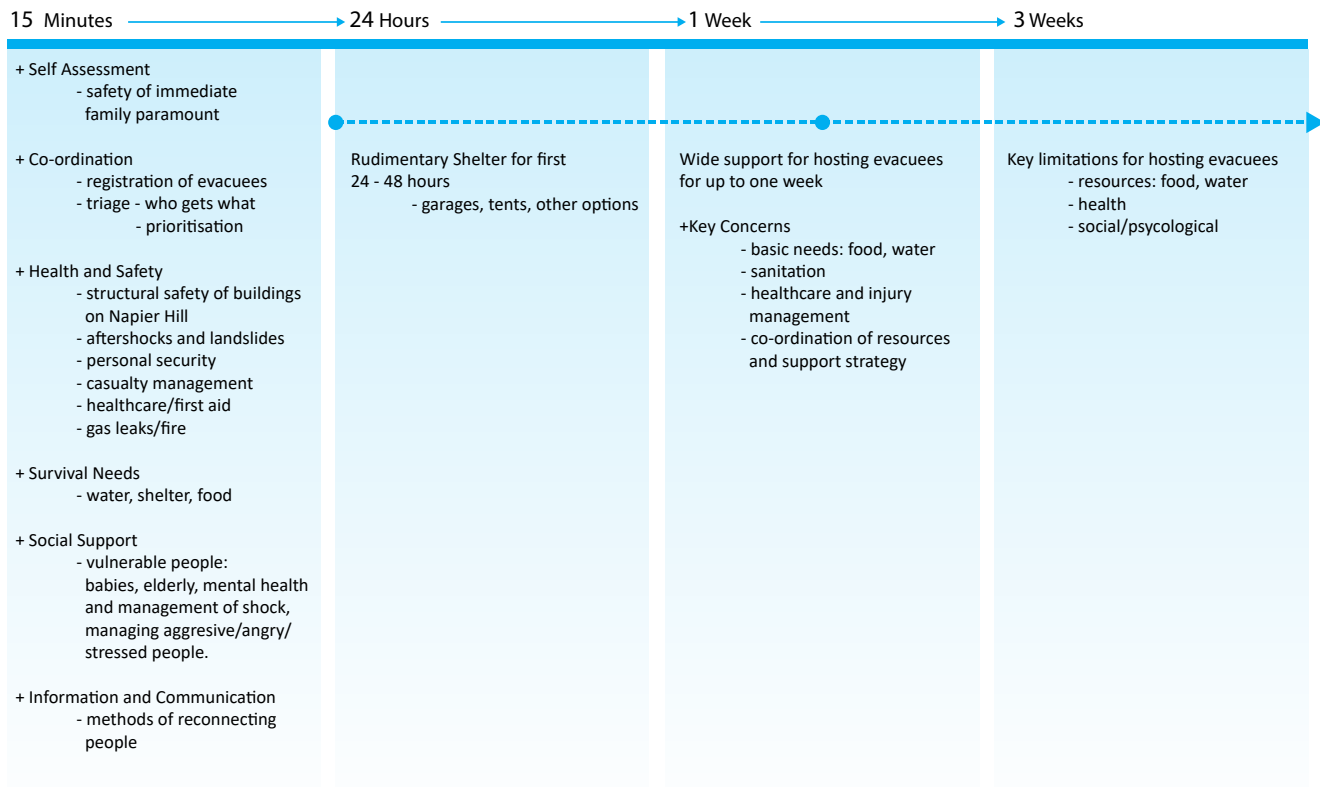 15 Minutes
24 Hours
1 Week
3 Weeks
+ Self Assessment
- safety of immediate
family paramount
+ Co-ordination
- registration of evacuees
- triage - who gets what
- prioritisation
+ Health and Safety
- structural safety of buildings
on Napier Hill
- aftershocks and landslides
- personal security
- casualty management
- healthcare/first aid
- gas leaks/fire
+ Survival Needs
- water, shelter, food
+ Social Support
- vulnerable people:
babies, elderly, mental health
and management of shock,
managing aggresive/angry/
stressed people.
+ Information and Communication
- methods of reconnecting
people
Rudimentary Shelter for first
24 - 48 hours
- garages, tents, other options
Wide support for hosting evacuees
for up to one week
+Key Concerns
- basic needs: food, water
- sanitation
- healthcare and injury
management
- co-ordination of resources
and support strategy
Key limitations for hosting evacuees
- resources: food, water
- health
- social/psycological